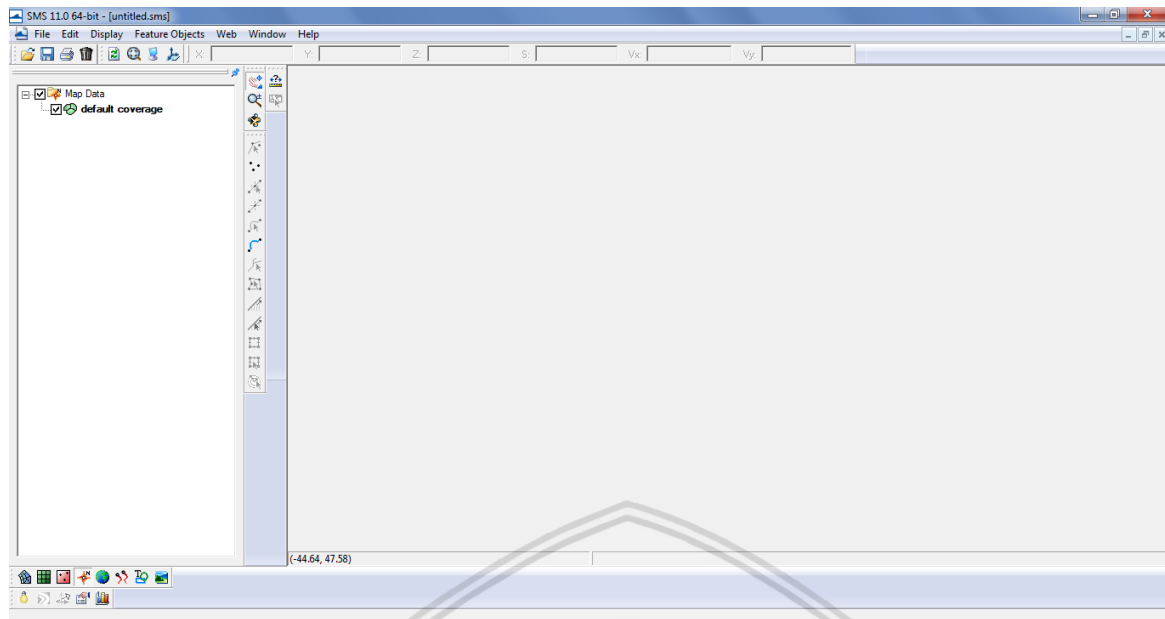 SMS 11.0 64-bit - [untitled.sms]
File Edit Display Feature Objects Web Window Help
X: Y: Z: S: Vx: Vy:
Map Data
default coverage
(-44.64, 47.58)